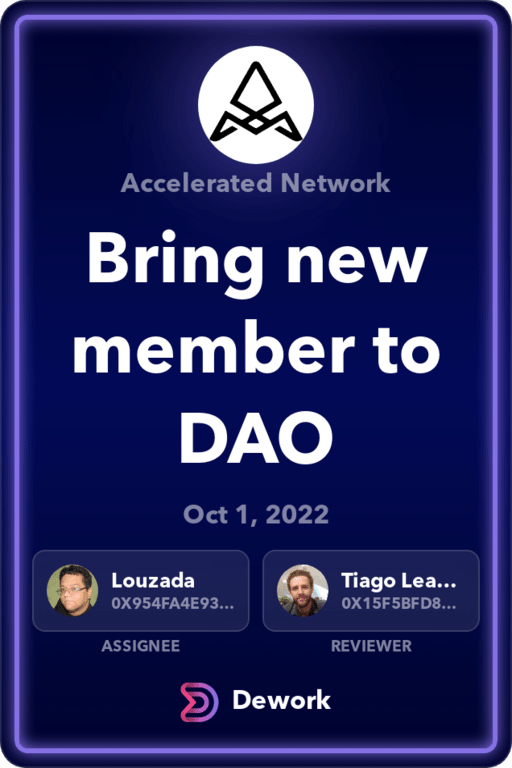 Accelerated Network
Bring new
member to
DAO
Oct 1, 2022
Louzada
0X954FA4E93...
ASSIGNEE
Tiago Lea...
0X15F5BFD8...
REVIEWER
Dework